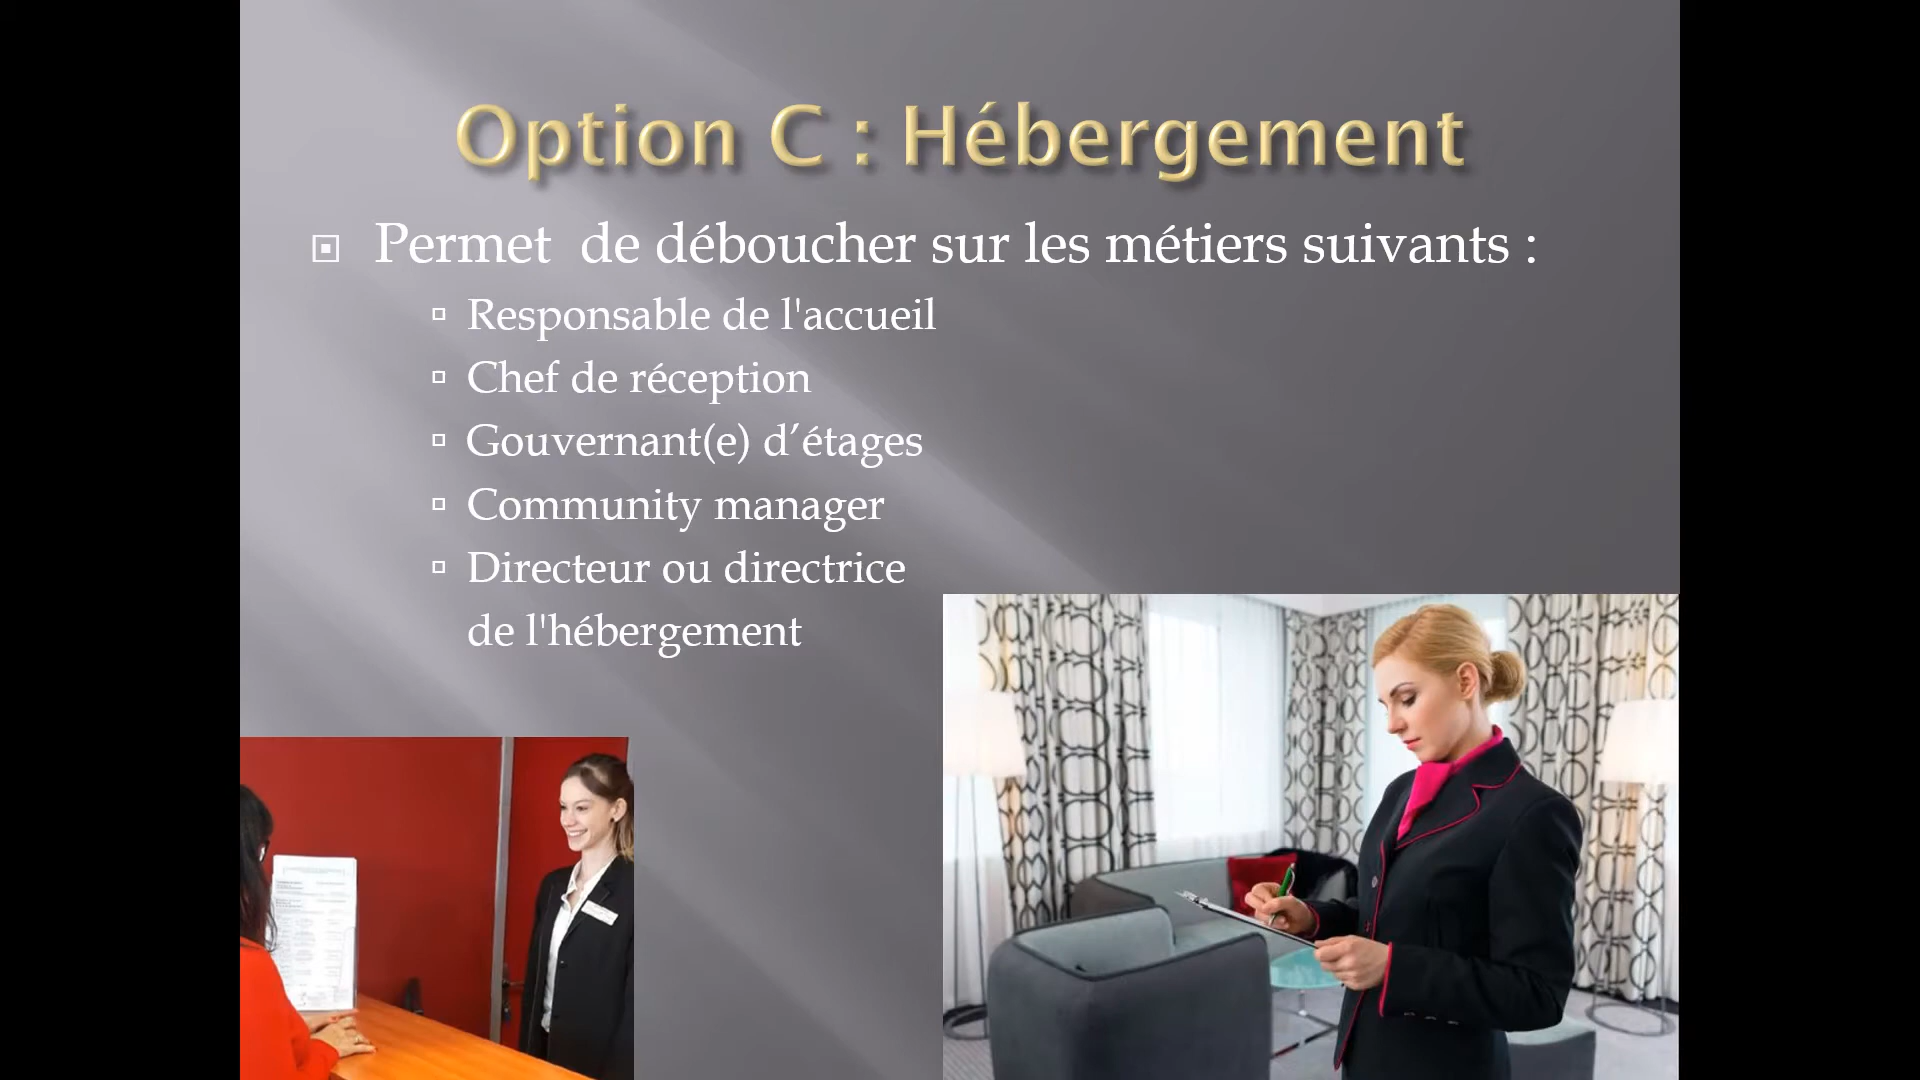 Option C : Hébergement
Permet  de déboucher sur les métiers suivants :
Responsable de l'accueil
Chef de réception
Gouvernant(e) d’étages
Community manager
Directeur ou directrice
de l'hébergement